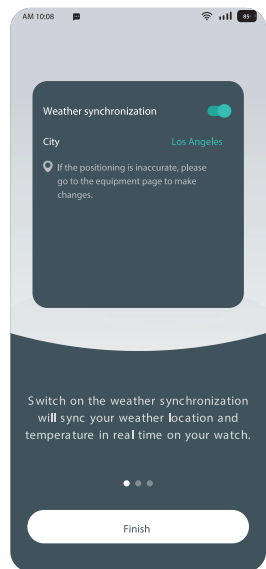 AM 10:08
89
Weather synchronization
City Los Angeles
If the positioning is inaccurate, please
go to the equipment page to make
changes.
Switch on the weather synchronization
will sync your weather location and
temperature in real time on your watch.
Finish